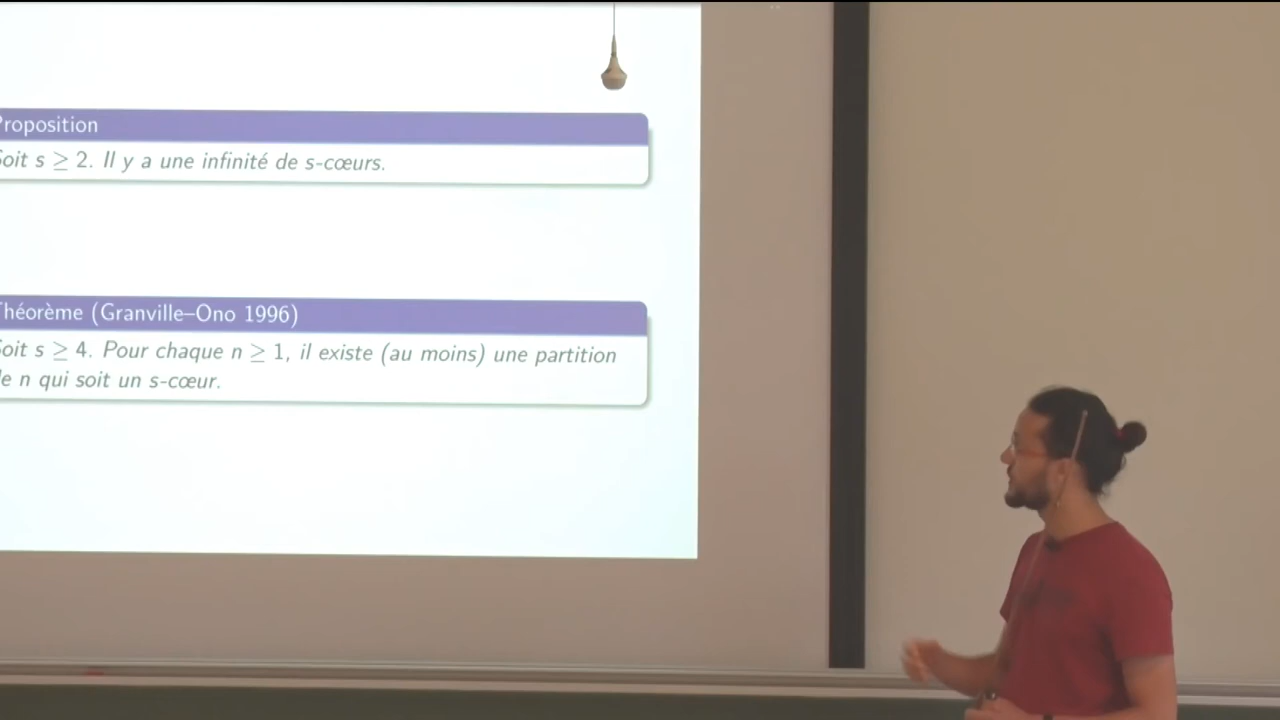 Proposition
Soit s ≥ 2. Il y a une infinité de s-cœurs.
Théorème (Granville–Ono 1996)
Soit s ≥ 4. Pour chaque n ≥ 1, il existe (au moins) une partition
de n qui soit un s-cœur.